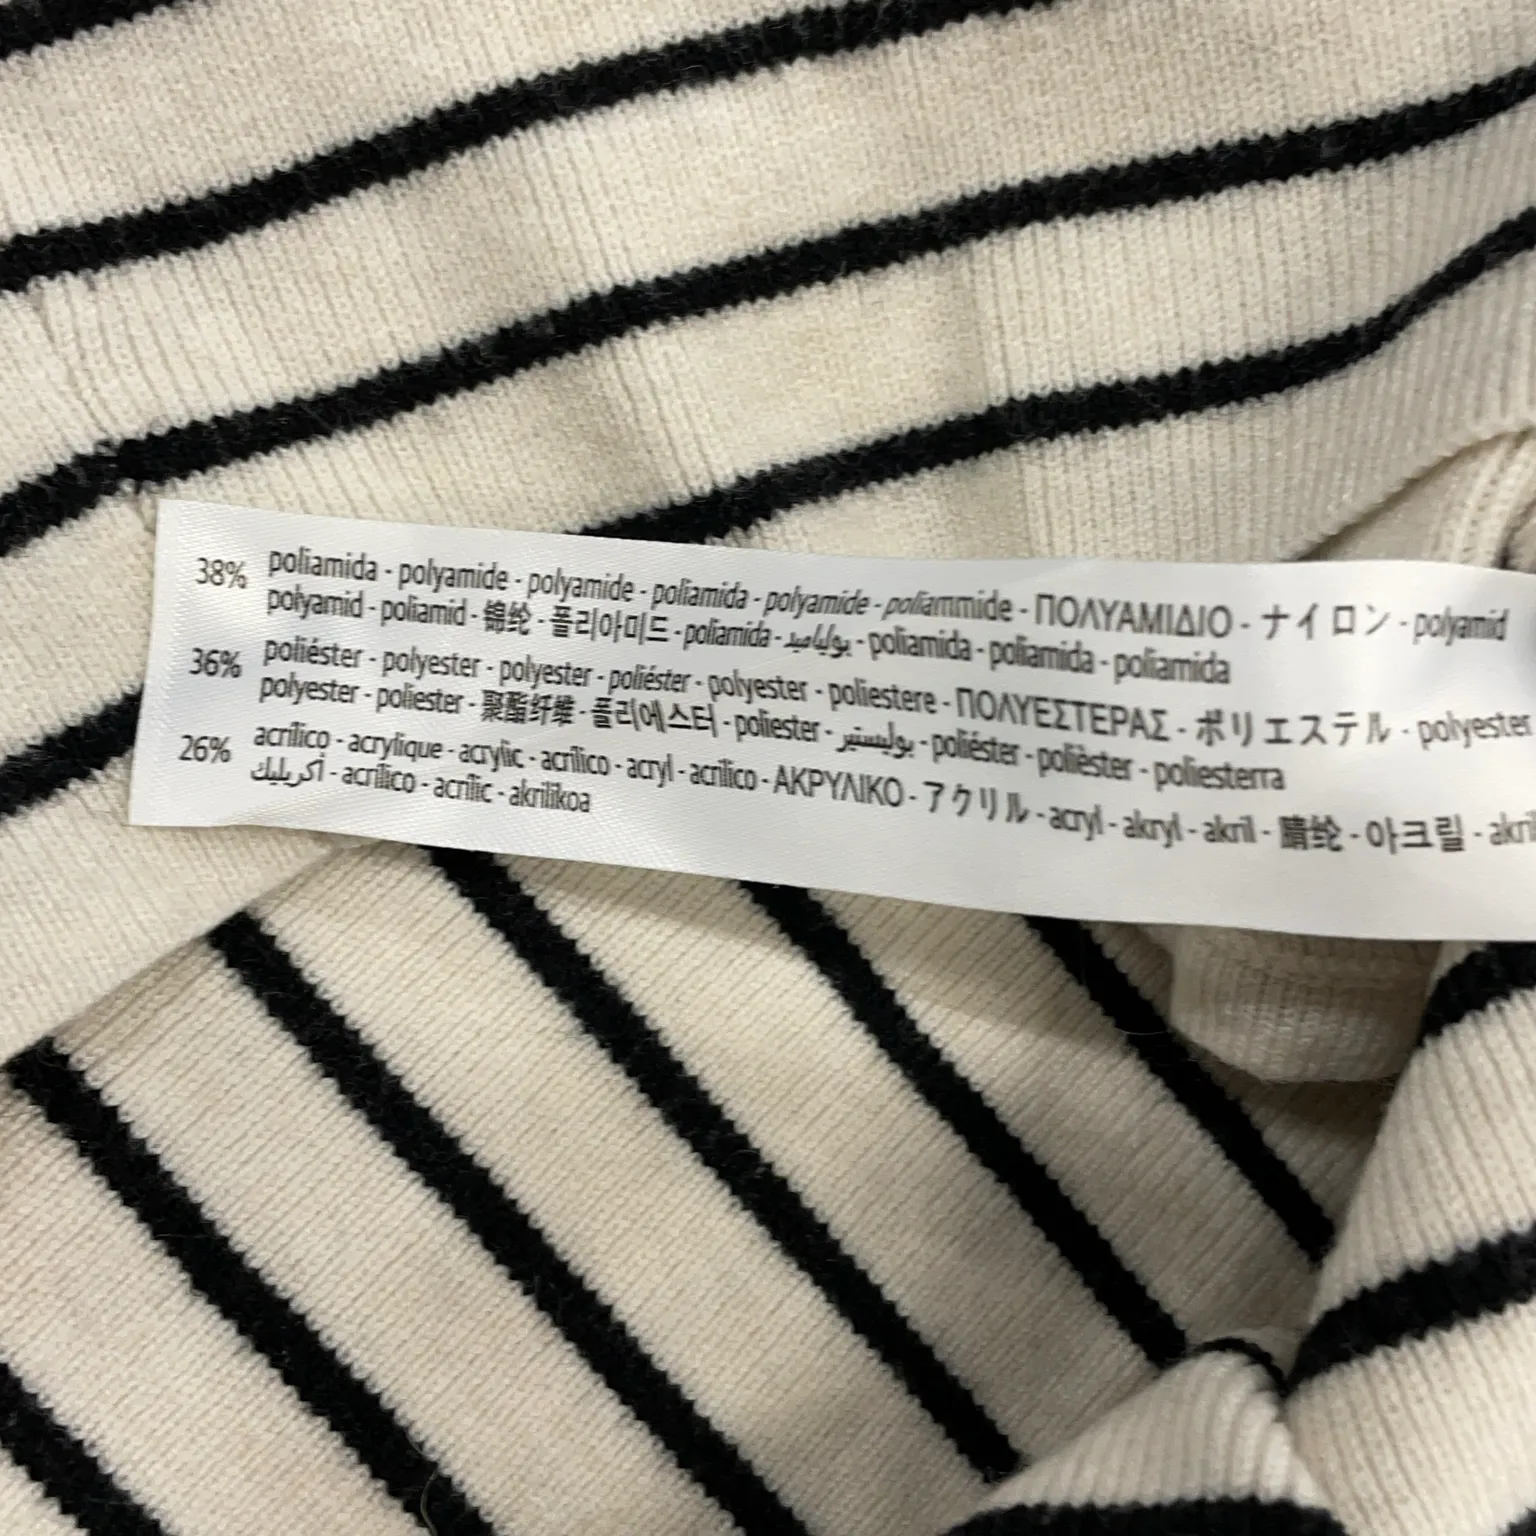 38% poliamida - polyamide - polyamide - poliamida - polyamide - poliammide - ΠΟΛΥΑΜΙΔΙΟ - ナイロン - polyamid
polyamid - poliamid - 锦纶 - 폴리아미드 - poliamida - بولياميد - poliamida - poliamida - poliamida
36% poliéster - polyester - polyester - poliéster - polyester - poliestere - ΠΟΛΥΕΣΤΕΡΑΣ - ポリエステル - polyester
polyester - poliester - 聚酯纤维 - 폴리에스터 - poliester - بوليستير - poliéster - polièster - poliesterra
26% acrílico - acrylique - acrylic - acrílico - acryl - acrilico - ΑΚΡΥΛΙΚΟ - アクリル - acryl - akryl - akril - 腈纶 - 아크릴 -
أكريليك - acrílico - acrílic - akrilikoa